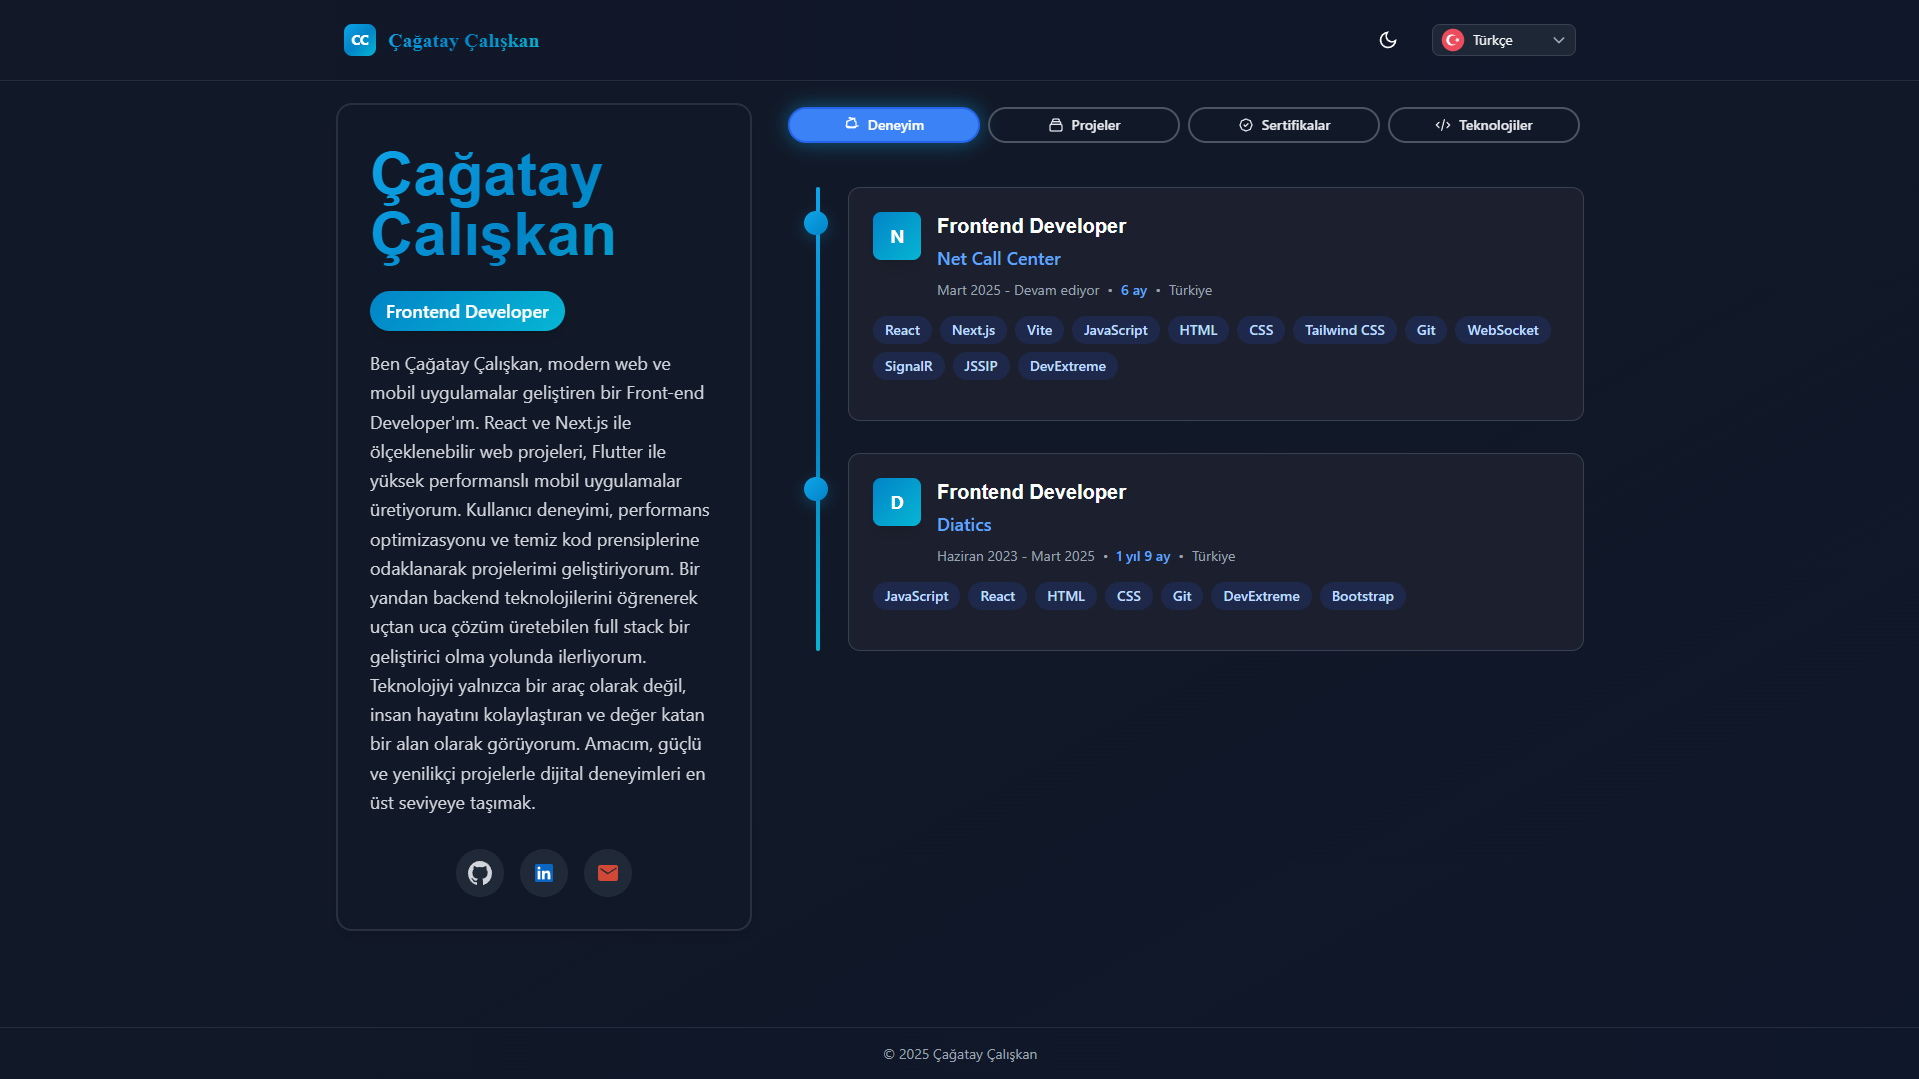 CC Çağatay Çalışkan
Türkçe
Çağatay
Çalışkan
Frontend Developer
Ben Çağatay Çalışkan, modern web ve
mobil uygulamalar geliştiren bir Front-end
Developer'ım. React ve Next.js ile
ölçeklenebilir web projeleri, Flutter ile
yüksek performanslı mobil uygulamalar
üretiyorum. Kullanıcı deneyimi, performans
optimizasyonu ve temiz kod prensiplerine
odaklanarak projelerimi geliştiriyorum. Bir
yandan backend teknolojilerini öğrenerek
uçtan uca çözüm üretebilen full stack bir
geliştirici olma yolunda ilerliyorum.
Teknolojiyi yalnızca bir araç olarak değil,
insan hayatını kolaylaştıran ve değer katan
bir alan olarak görüyorum. Amacım, güçlü
ve yenilikçi projelerle dijital deneyimleri en
üst seviyeye taşımak.
in
Deneyim Projeler Sertifikalar Teknolojiler
N
Frontend Developer
Net Call Center
Mart 2025 - Devam ediyor • 6 ay • Türkiye
React Next.js Vite JavaScript HTML CSS Tailwind CSS Git WebSocket
SignalR JSSIP DevExtreme
D
Frontend Developer
Diatics
Haziran 2023 - Mart 2025 • 1 yıl 9 ay • Türkiye
JavaScript React HTML CSS Git DevExtreme Bootstrap
© 2025 Çağatay Çalışkan